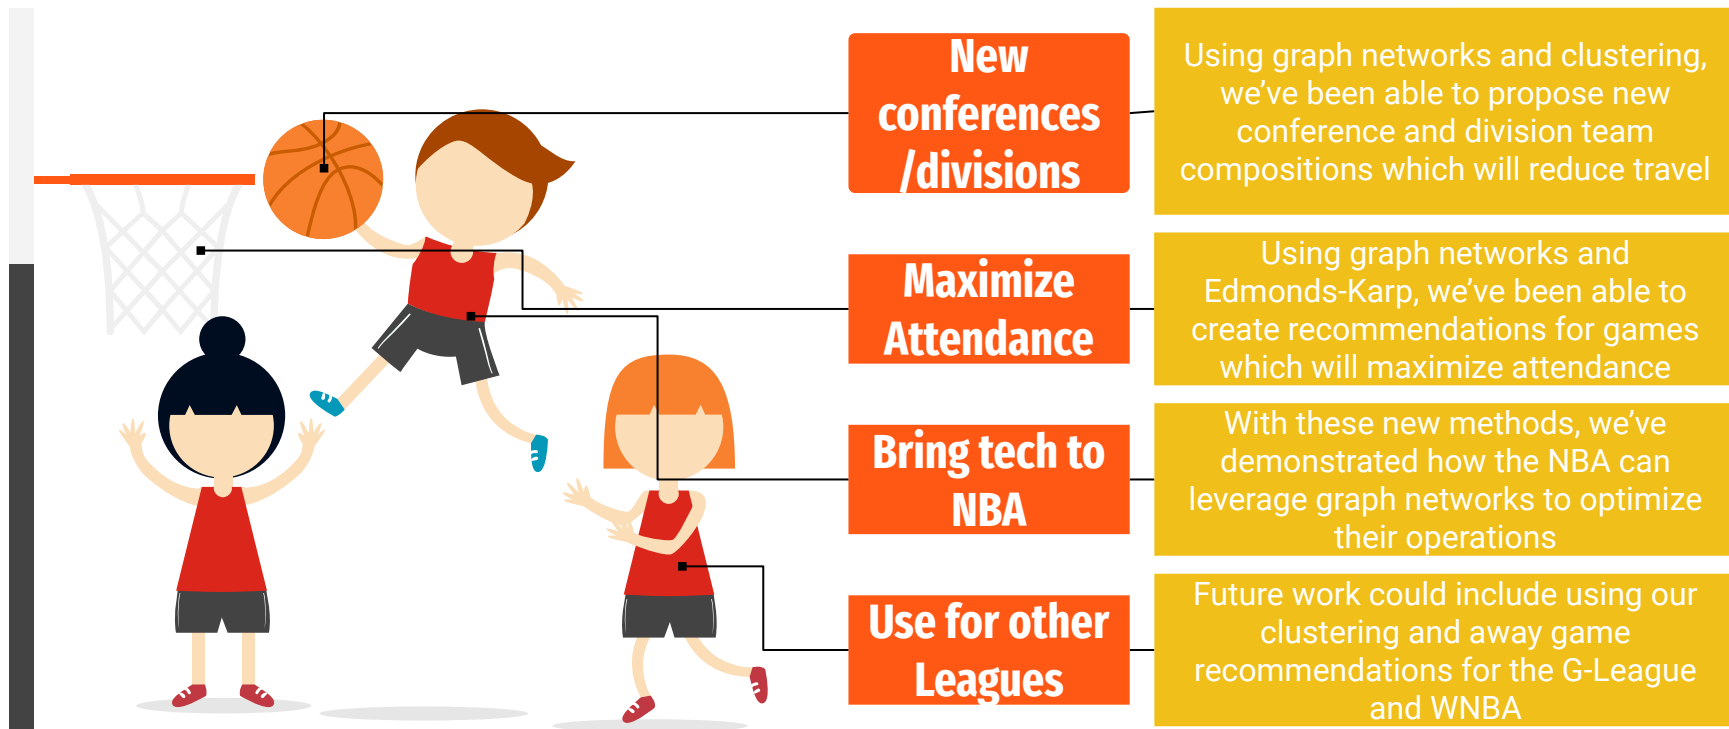 New
conferences
/divisions
Using graph networks and clustering,
we've been able to propose new
conference and division team
compositions which will reduce travel
Maximize
Attendance
Using graph networks and
Edmonds-Karp, we've been able to
create recommendations for games
which will maximize attendance
Bring tech to
NBA
With these new methods, we've
demonstrated how the NBA can
leverage graph networks to optimize
their operations
Use for other
Leagues
Future work could include using our
clustering and away game
recommendations for the G-League
and WNBA